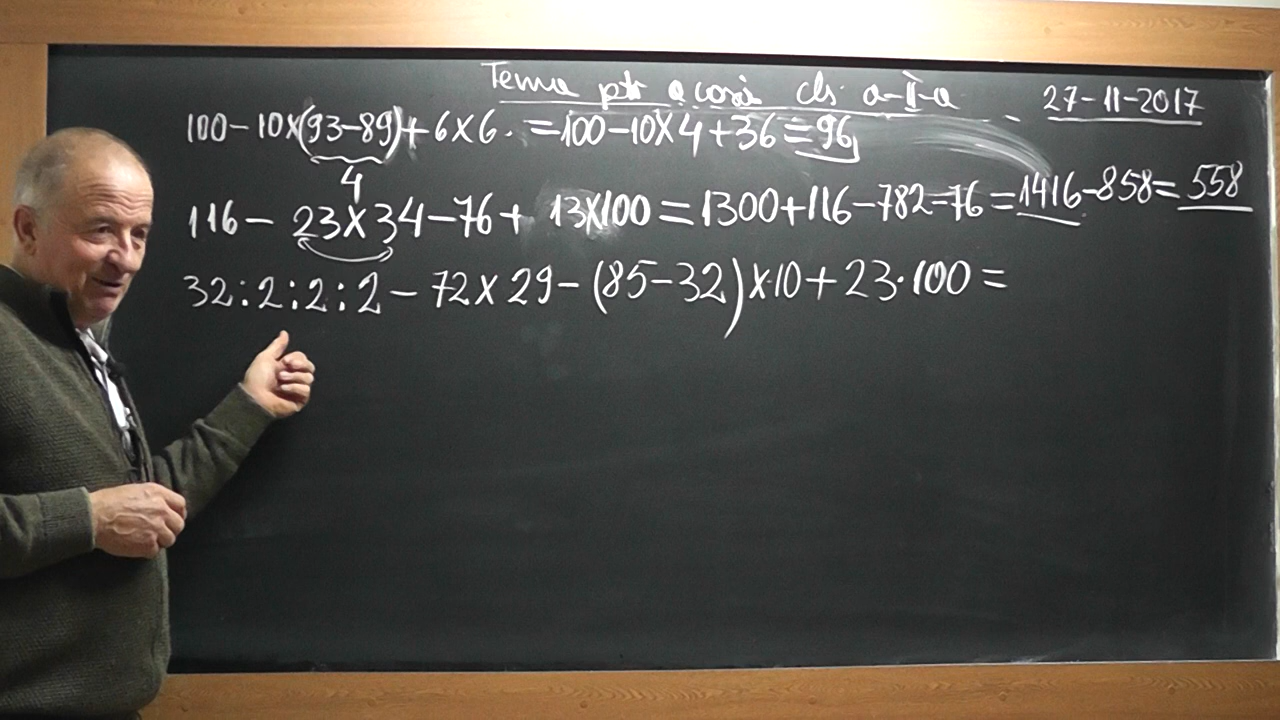 Tema ptr acasă cls a-II-a 27-11-2017
100-10x(93-89)+6x6.=100-10x4+36=96
4
116-23x34-76+13x100=1300+116-782-76=1416-858=558
32:2:2:2-72x29-(85-32)x10+23·100=